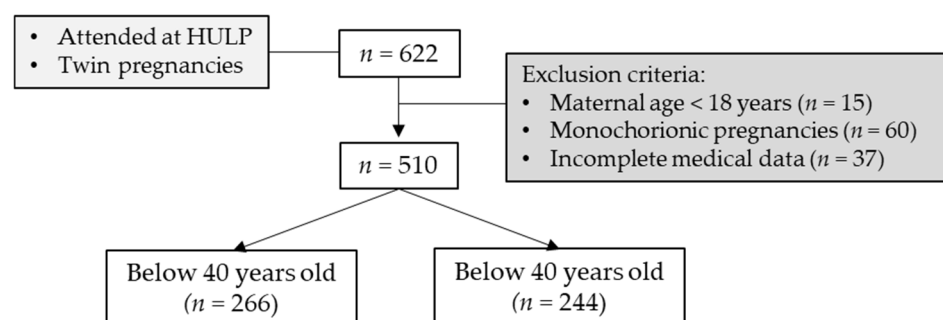 • Attended at HULP
• Twin pregnancies
n = 622
Exclusion criteria:
• Maternal age < 18 years (n = 15)
• Monochorionic pregnancies (n = 60)
• Incomplete medical data (n = 37)
n = 510
Below 40 years old
(n = 266)
Below 40 years old
(n = 244)